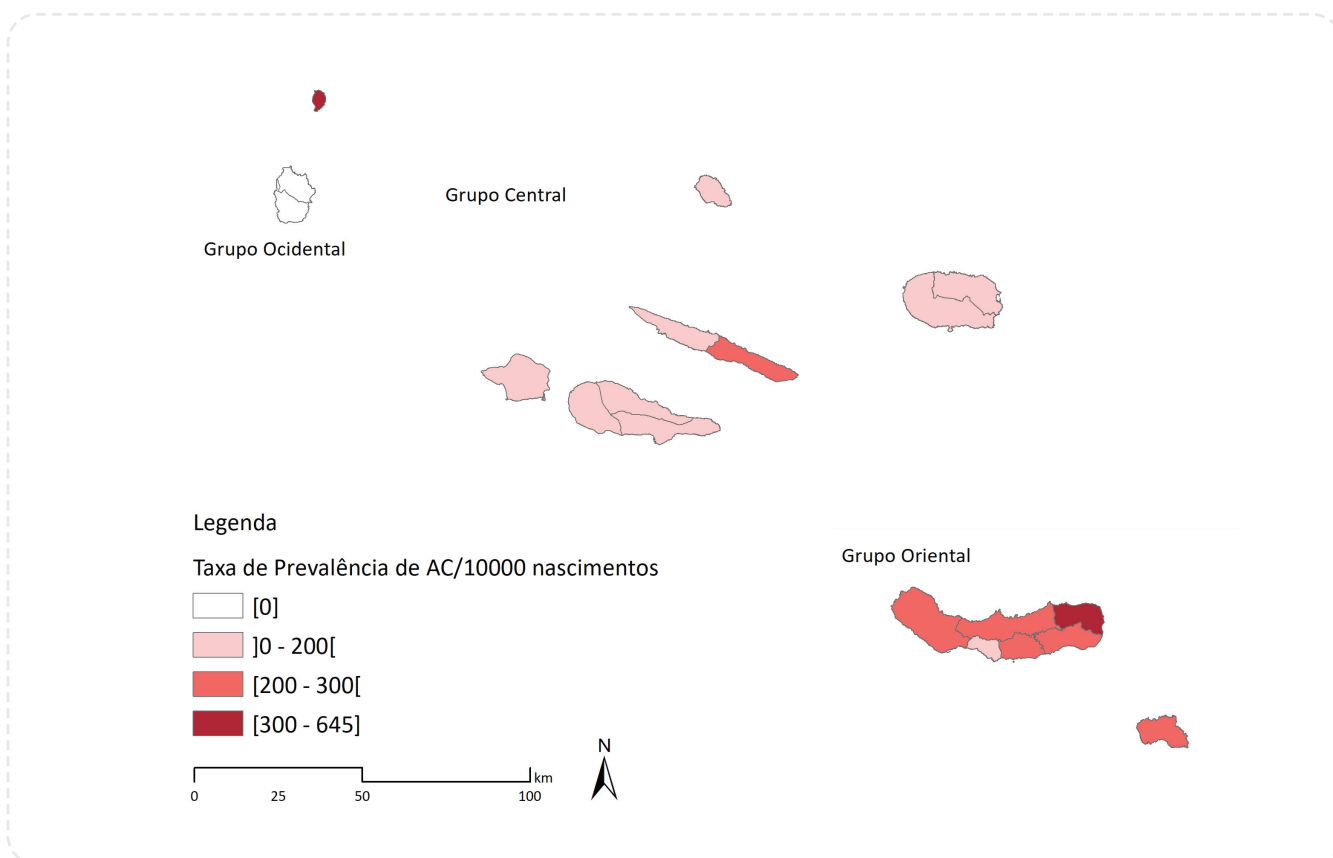 Grupo Central
Grupo Ocidental
Legenda
Taxa de Prevalência de AC/10000 nascimentos
[0]
]0 - 200[
[200 - 300[
[300 - 645]
Grupo Oriental
N
km
0 25 50 100